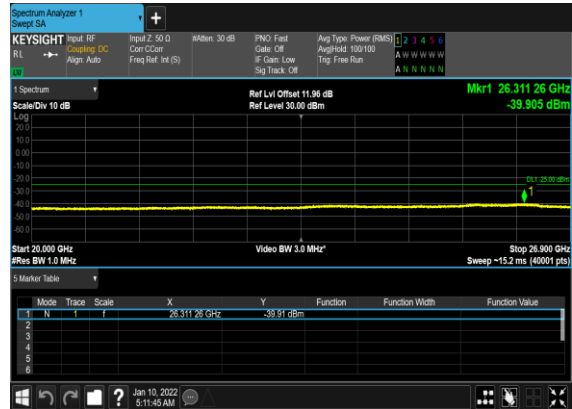 Spectrum Analyzer 1
Swept SA
+
KEYSIGHT Input: RF Input Z: 50 Ω #Atten: 30 dB PNO: Fast Avg Type: Power (RMS) 1 2 3 4 5 6
RL Coupling: DC Corr CCorr Gate: Off Avg|Hold: 100/100 A W W W W W
Align: Auto Freq Ref: Int (S) IF Gain: Low Trig: Free Run
Sig Track: Off A N N N N N
1 Spectrum Ref Lvl Offset 11.96 dB Mkr1 26.311 26 GHz
Scale/Div 10 dB Ref Level 30.00 dBm -39.905 dBm
Log
20.0
10.0
0.00
-10.0
-20.0 DL1 -25.00 dBm
-30.0 1
-40.0
-50.0
-60.0
Start 20.000 GHz Video BW 3.0 MHz* Stop 26.900 GHz
#Res BW 1.0 MHz Sweep ~15.2 ms (40001 pts)
5 Marker Table
Mode Trace Scale X Y Function Function Width Function Value
1 N 1 f 26.311 26 GHz -39.91 dBm
2
3
4
5
6
? Jan 10, 2022
5:11:45 AM